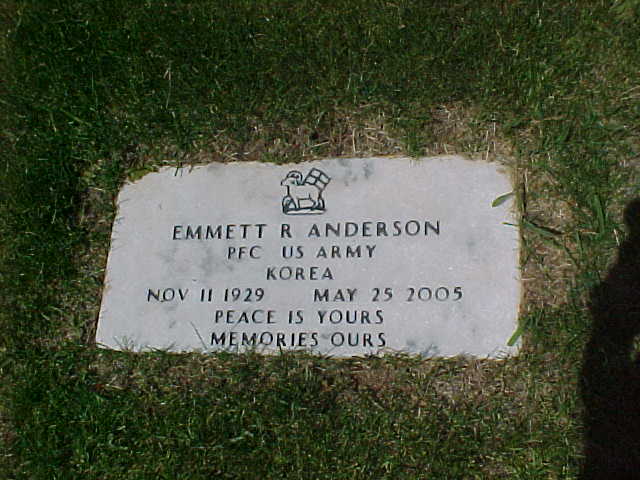 EMMETT R ANDERSON
PFC US ARMY
KOREA
NOV 11 1929 MAY 25 2005
PEACE IS YOURS
MEMORIES OURS